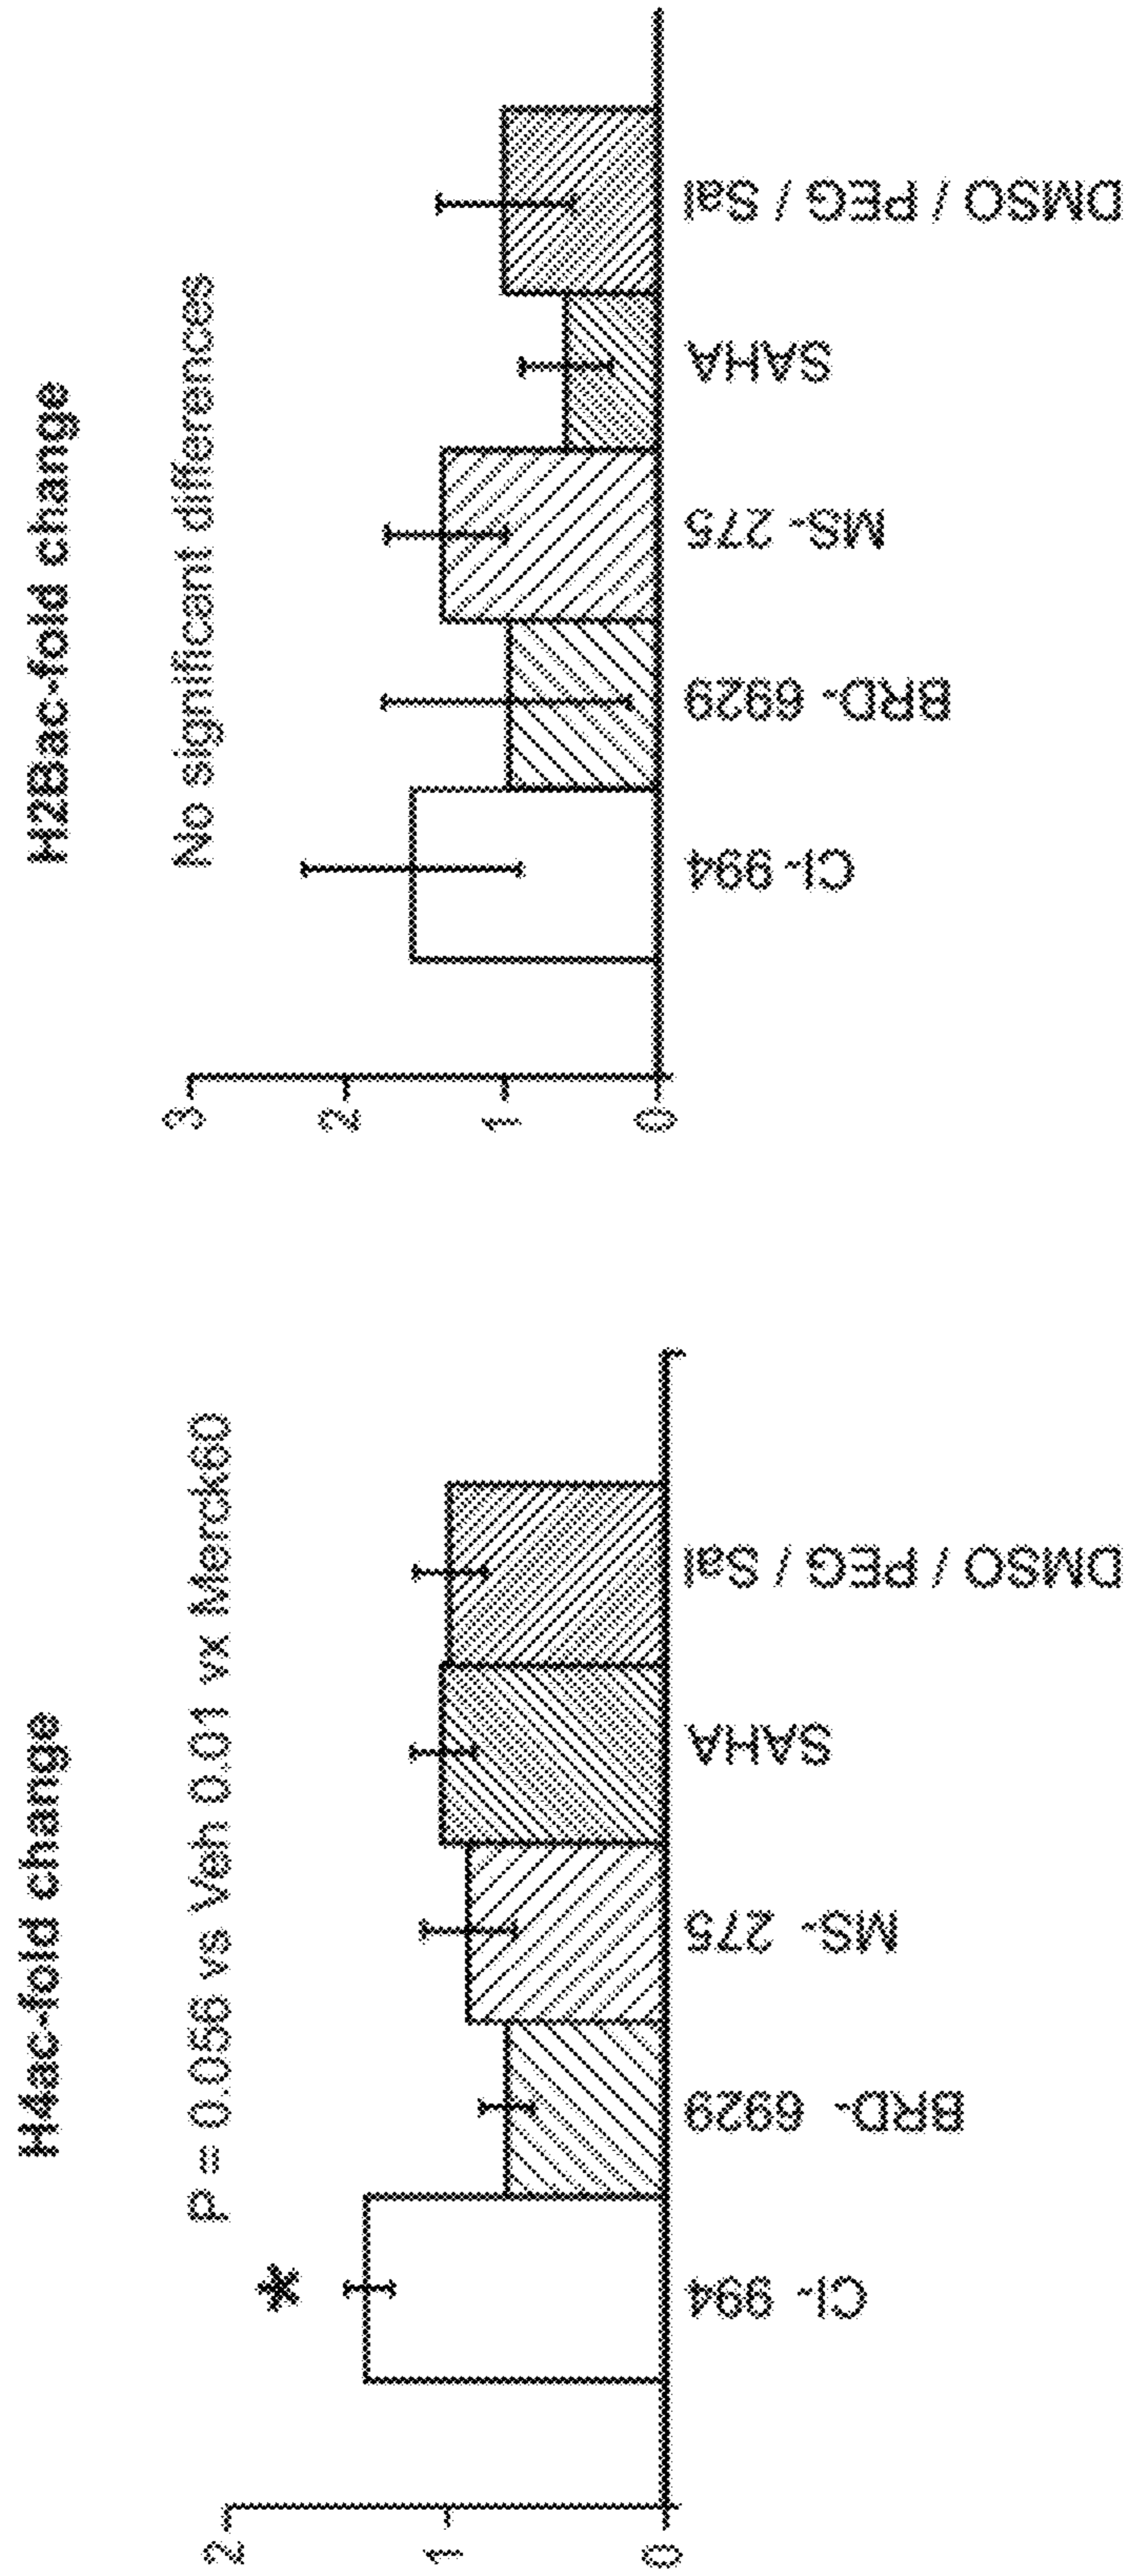 H4ac-fold change
P = 0.056 vs Veh 0.01 vx Merck60
*
2
1
0
CI- 994
BRD- 6929
MS- 275
SAHA
DMSO / PEG / Sal
H2Bac-fold change
No significant differences
3
2
1
0
CI- 994
BRD- 6929
MS- 275
SAHA
DMSO / PEG / Sal